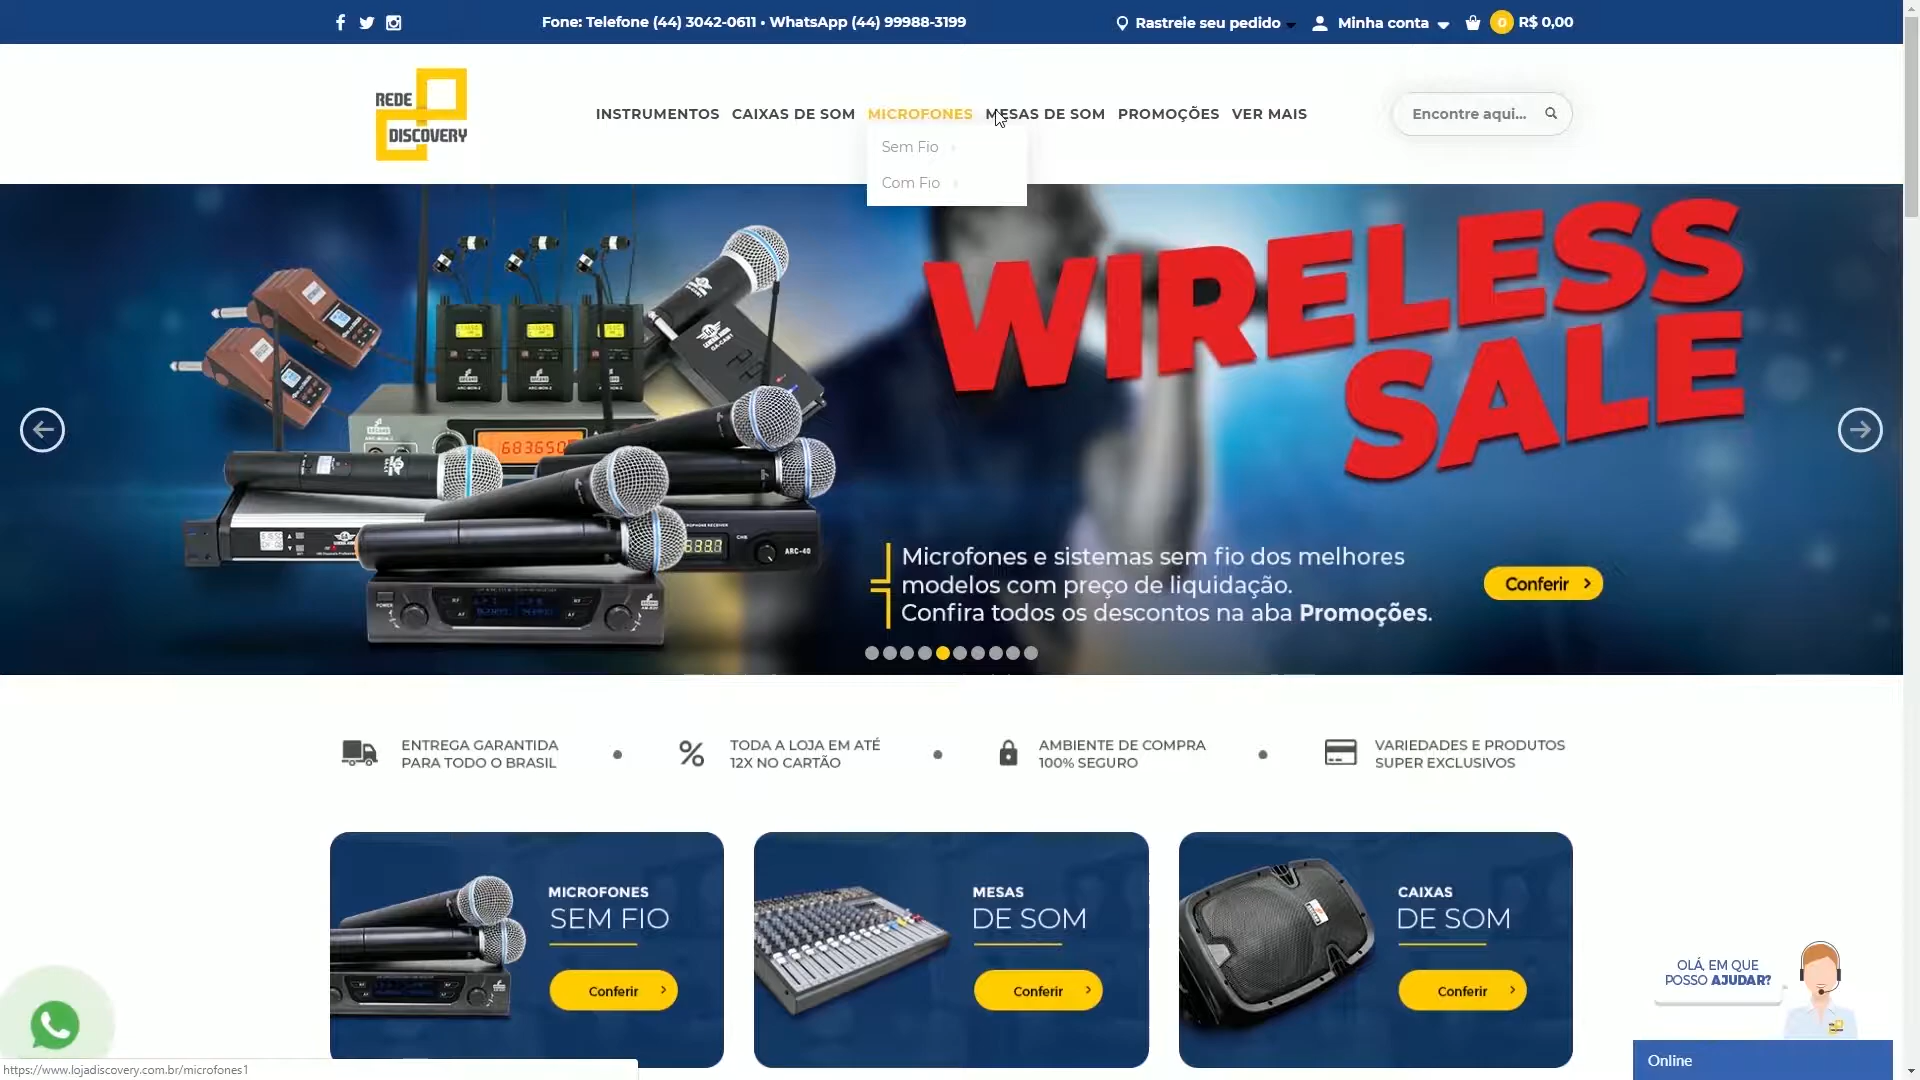 Fone: Telefone (44) 3042-0611 • WhatsApp (44) 99988-3199
Rastreie seu pedido
Minha conta
0
R$ 0,00
REDE
DISCOVERY
INSTRUMENTOS
CAIXAS DE SOM
MICROFONES
MESAS DE SOM
PROMOÇÕES
VER MAIS
Encontre aqui...
Sem Fio
Com Fio
WIRELESS
SALE
683650
ARC-40
POWER
Microfones e sistemas sem fio dos melhores
modelos com preço de liquidação.
Confira todos os descontos na aba Promoções.
Conferir
ENTREGA GARANTIDA
PARA TODO O BRASIL
TODA A LOJA EM ATÉ
12X NO CARTÃO
AMBIENTE DE COMPRA
100% SEGURO
VARIEDADES E PRODUTOS
SUPER EXCLUSIVOS
MICROFONES
SEM FIO
Conferir
MESAS
DE SOM
Conferir
CAIXAS
DE SOM
Conferir
OLÁ, EM QUE
POSSO AJUDAR?
Online
https://www.lojadiscovery.com.br/microfones1